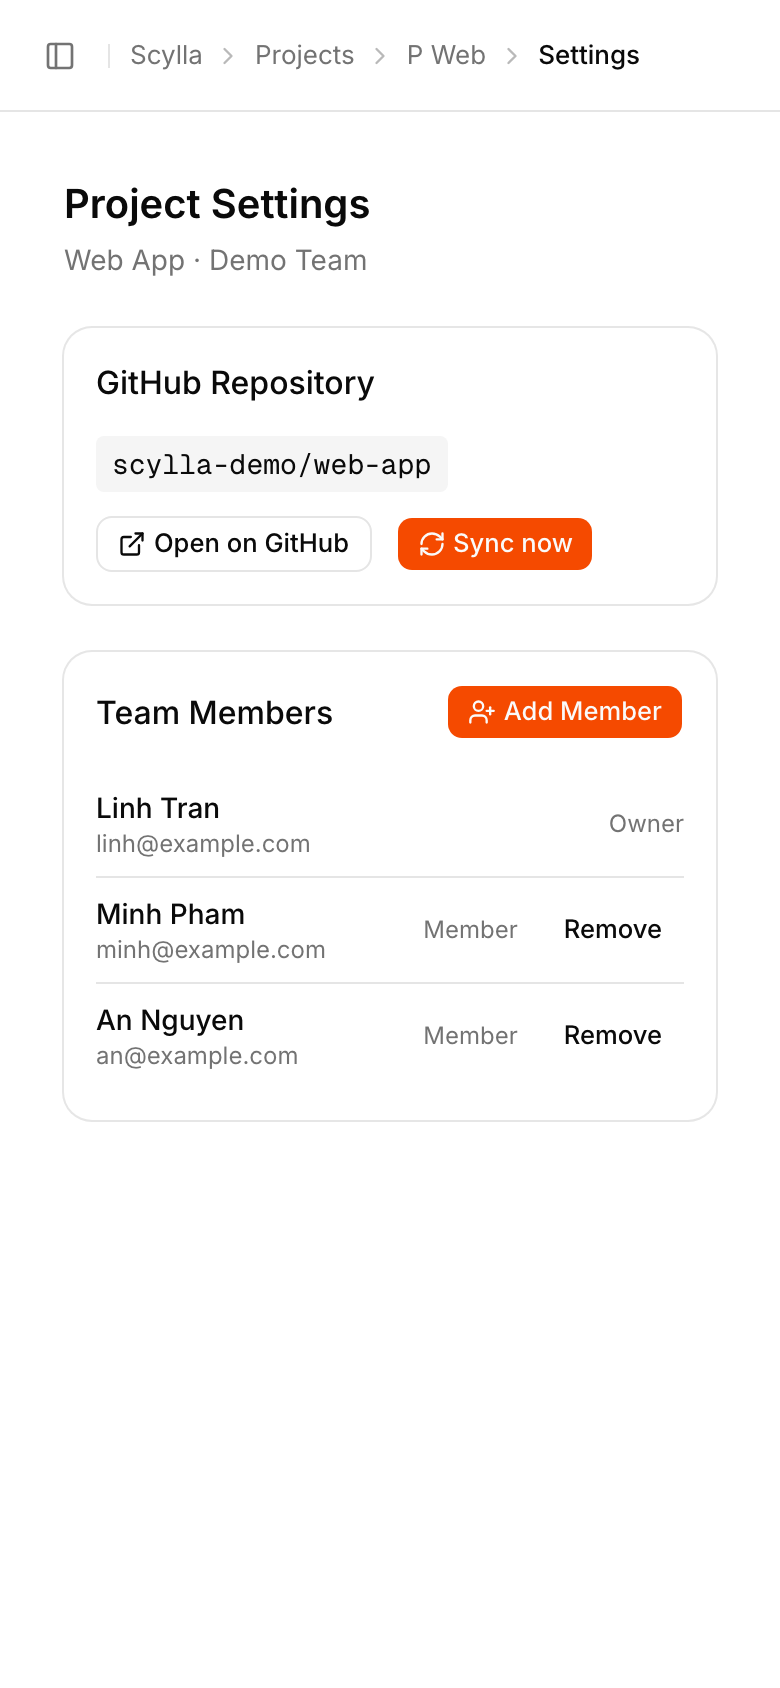 Scylla > Projects > P Web > Settings
Project Settings
Web App · Demo Team
GitHub Repository
scylla-demo/web-app
Open on GitHub Sync now
Team Members Add Member
Linh Tran
linh@example.com
Owner
Minh Pham
minh@example.com
Member Remove
An Nguyen
an@example.com
Member Remove